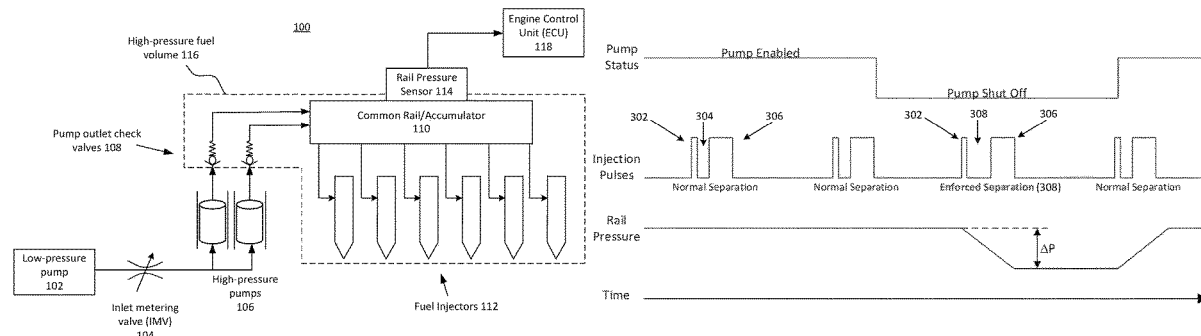 100
Engine Control
Unit (ECU)
118
High-pressure fuel
volume 116
Rail Pressure
Sensor 114
Common Rail/Accumulator
110
Pump outlet check
valves 108
Low-pressure
pump
102
High-pressure
pumps
106
Inlet metering
valve (IMV)
104
Fuel Injectors 112
Pump
Status
Pump Enabled
Pump Shut Off
302
304
306
302
308
306
Injection
Pulses
Normal Separation
Normal Separation
Enforced Separation (308)
Normal Separation
Rail
Pressure
ΔP
Time